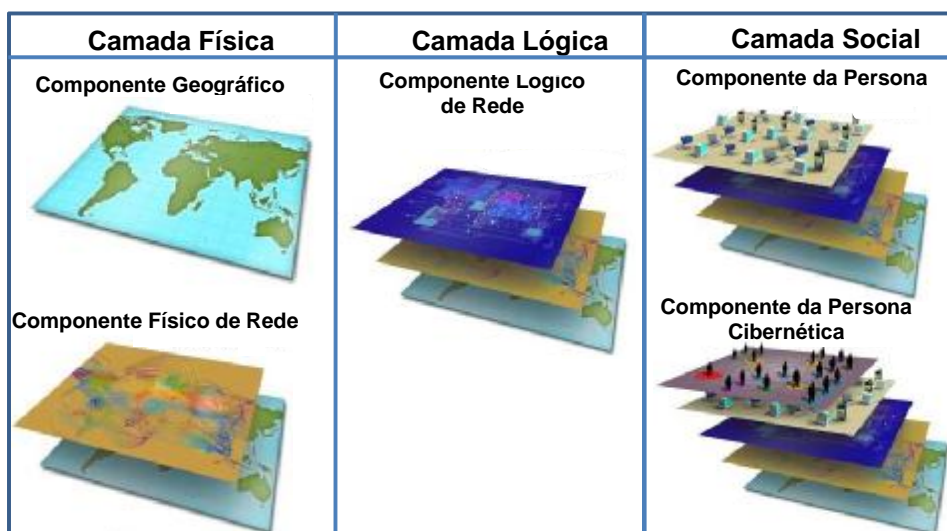 Camada Física
Camada Lógica
Camada Social
Componente Geográfico
Componente Físico de Rede
Componente Logico
de Rede
Componente da Persona
Componente da Persona
Cibernética